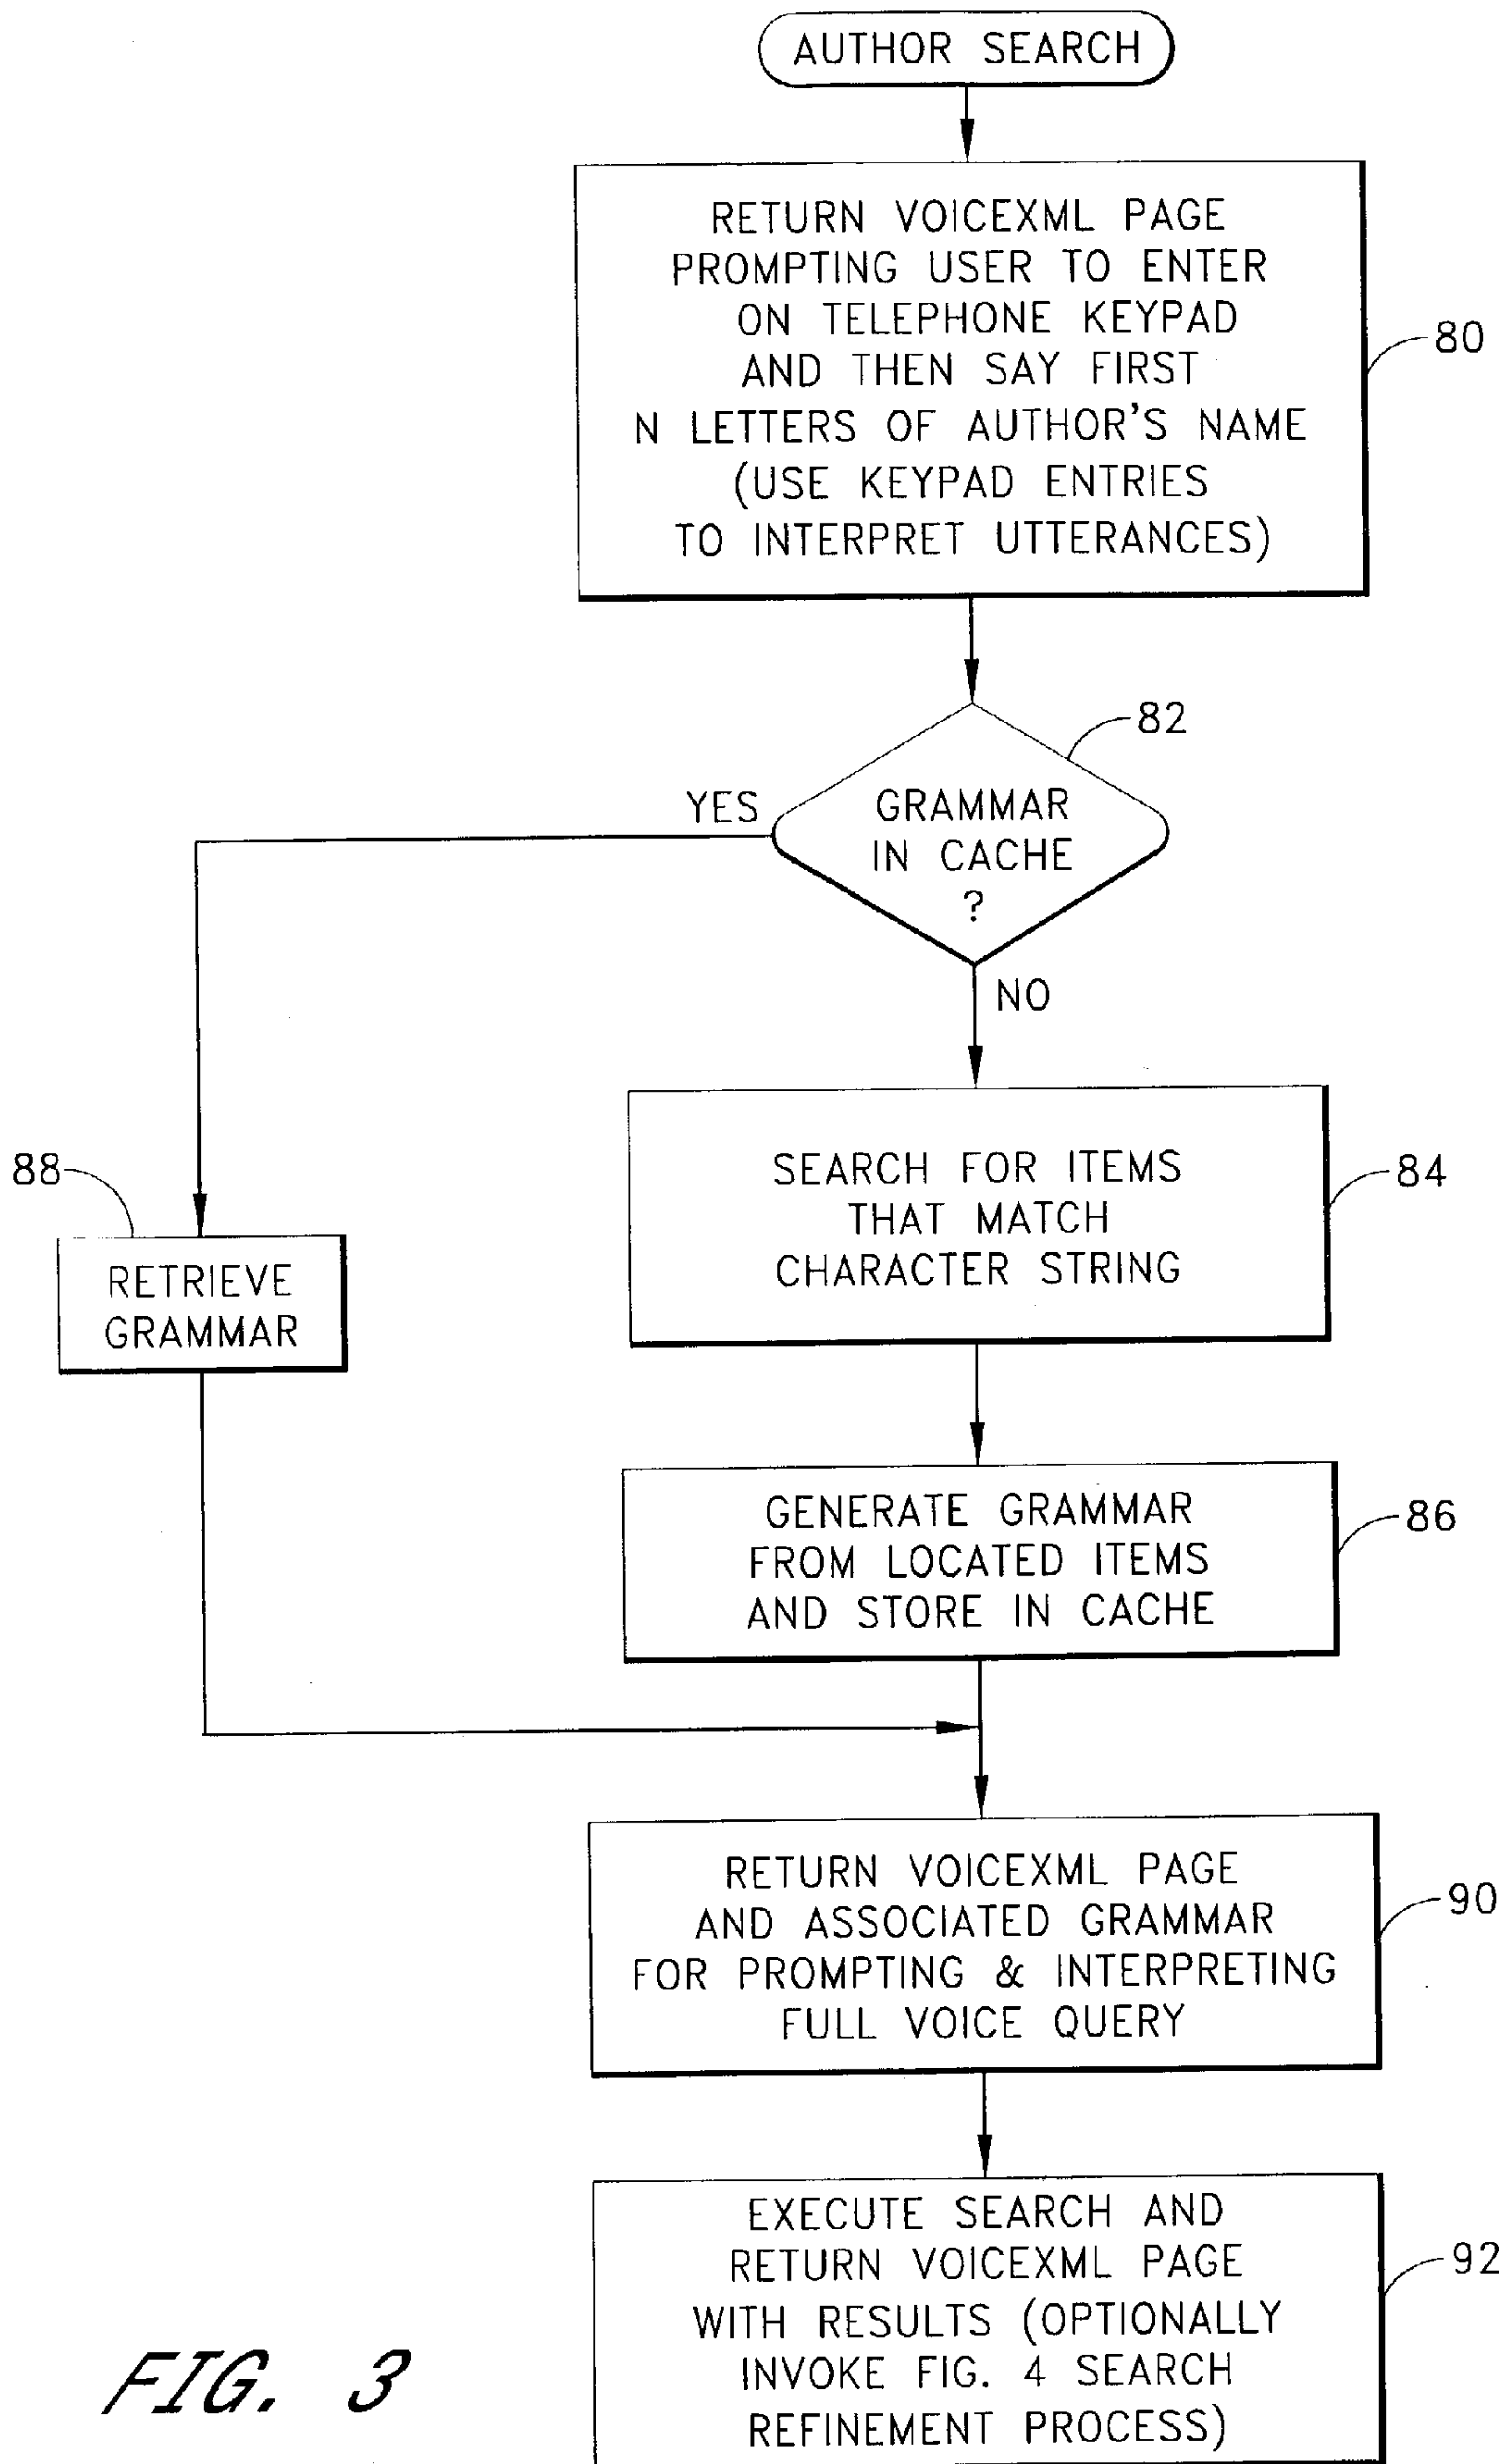 AUTHOR SEARCH
RETURN VOICEXML PAGE
PROMPTING USER TO ENTER
ON TELEPHONE KEYPAD
AND THEN SAY FIRST
N LETTERS OF AUTHOR'S NAME
(USE KEYPAD ENTRIES
TO INTERPRET UTTERANCES)
80
82
YES
GRAMMAR
IN CACHE
?
NO
88
RETRIEVE
GRAMMAR
SEARCH FOR ITEMS
THAT MATCH
CHARACTER STRING
84
GENERATE GRAMMAR
FROM LOCATED ITEMS
AND STORE IN CACHE
86
RETURN VOICEXML PAGE
AND ASSOCIATED GRAMMAR
FOR PROMPTING & INTERPRETING
FULL VOICE QUERY
90
EXECUTE SEARCH AND
RETURN VOICEXML PAGE
WITH RESULTS (OPTIONALLY
INVOKE FIG. 4 SEARCH
REFINEMENT PROCESS)
92
FIG. 3